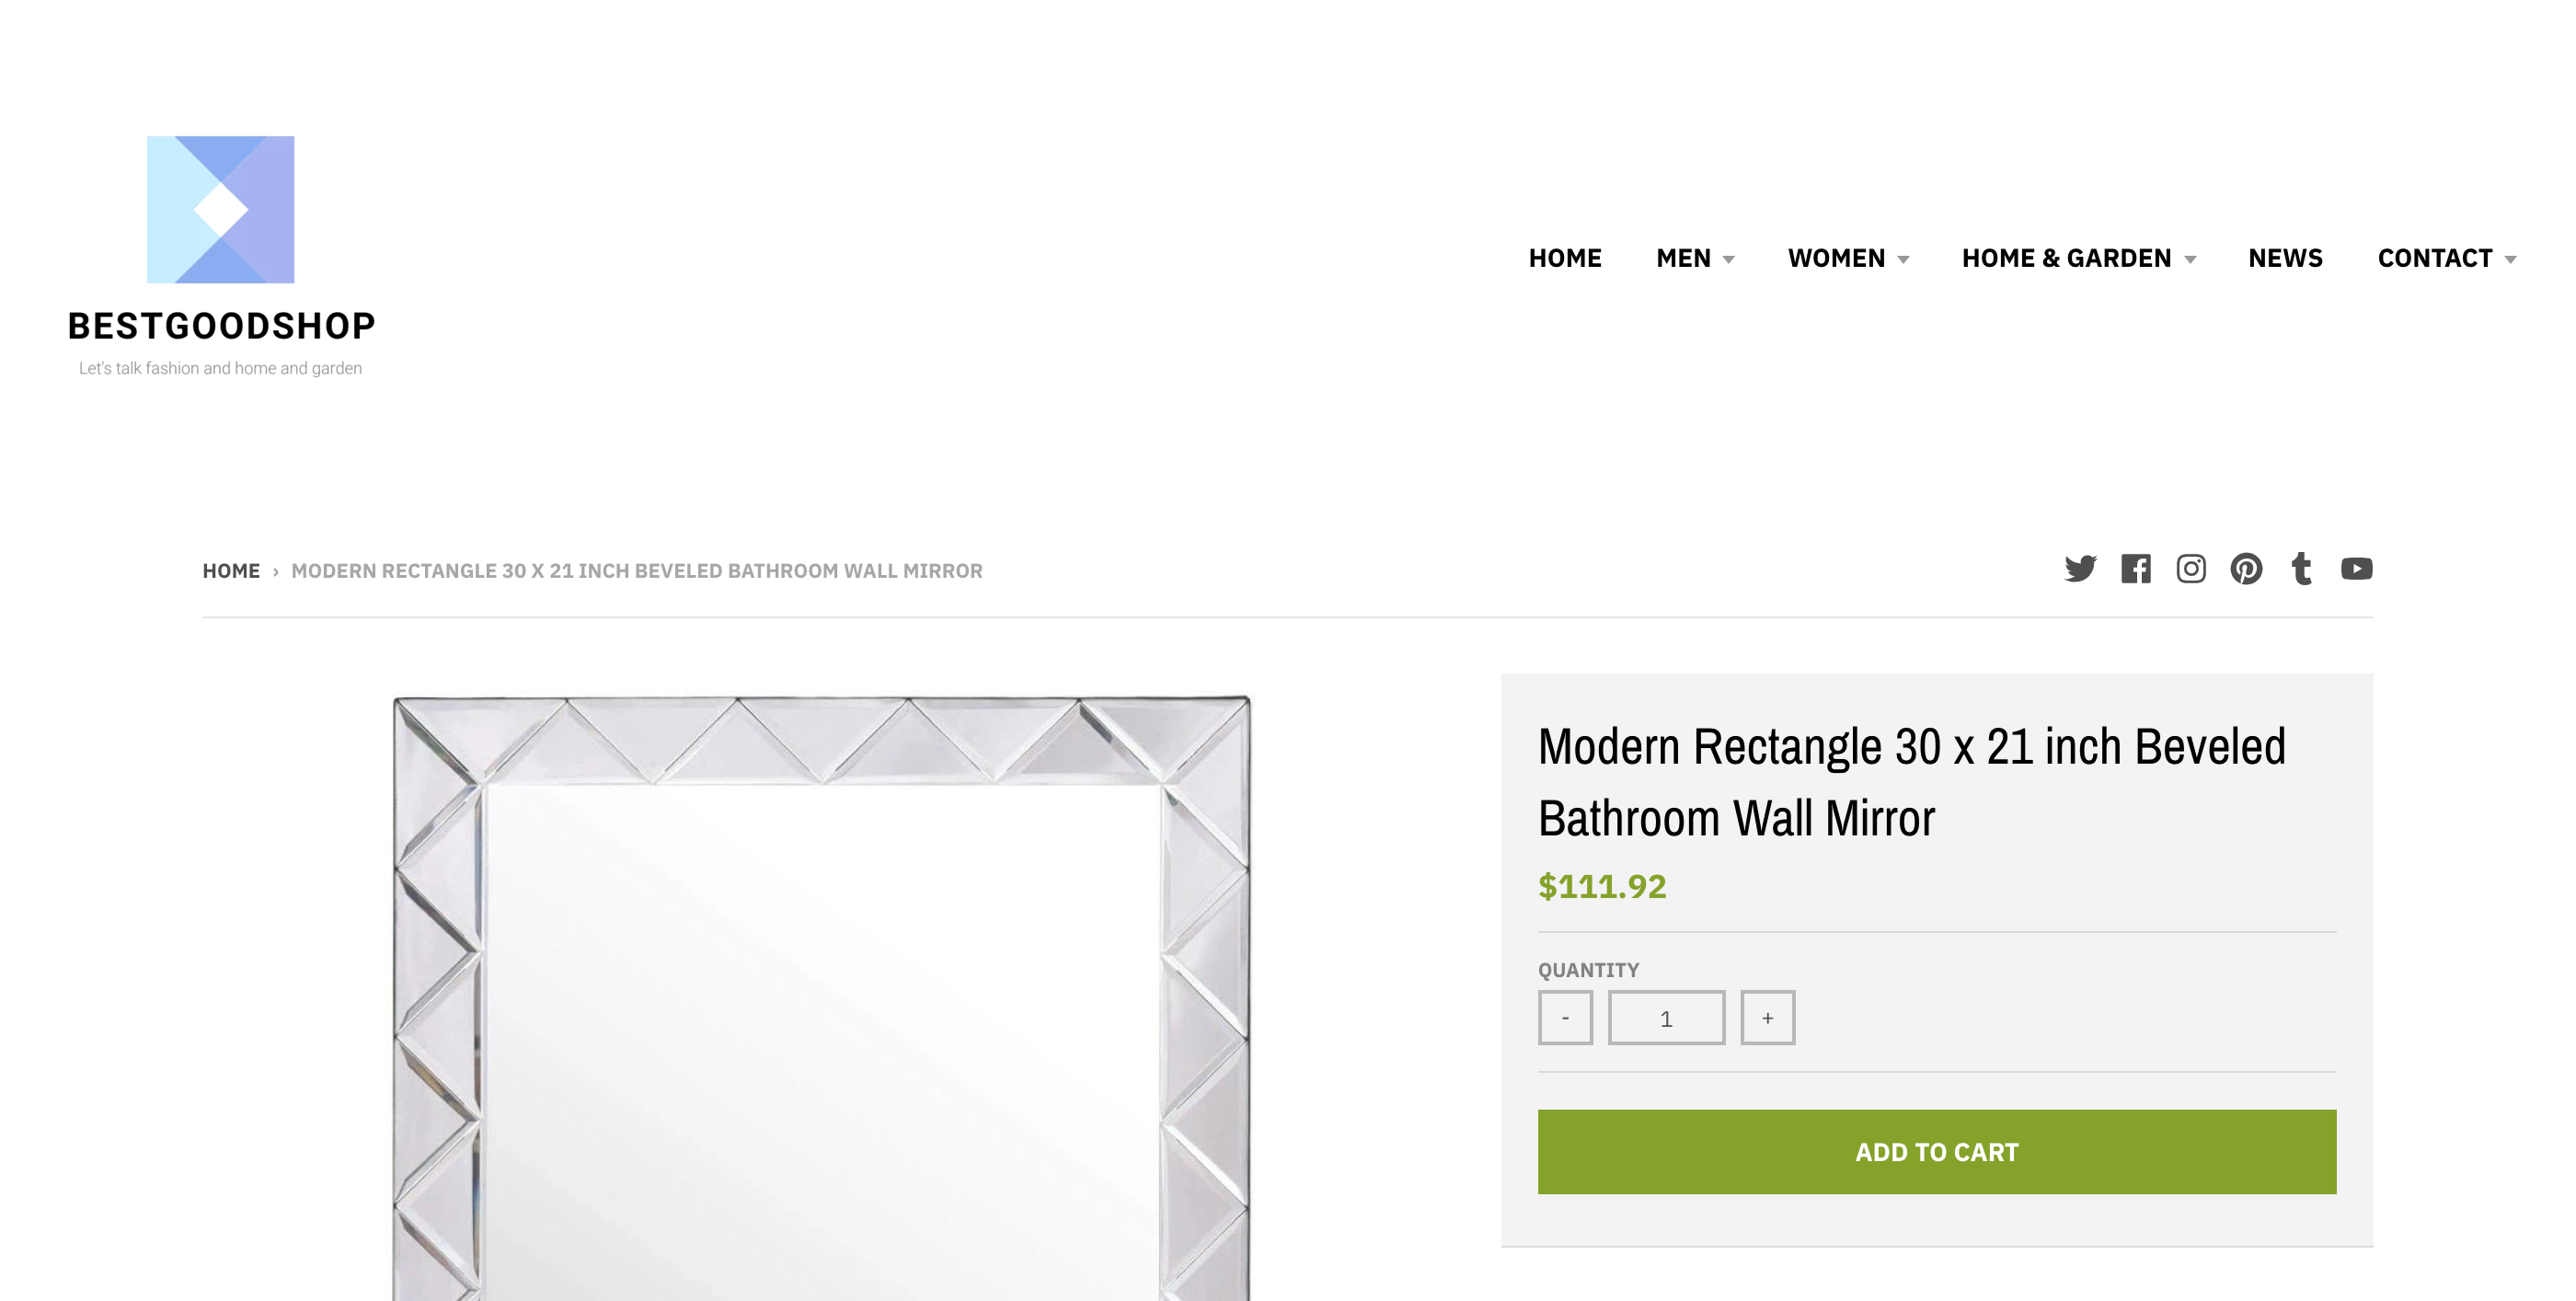 BESTGOODSHOP
Let's talk fashion and home and garden
HOME MEN WOMEN HOME & GARDEN NEWS CONTACT
HOME › MODERN RECTANGLE 30 X 21 INCH BEVELED BATHROOM WALL MIRROR
Modern Rectangle 30 x 21 inch Beveled
Bathroom Wall Mirror
$111.92
QUANTITY
- 1 +
ADD TO CART